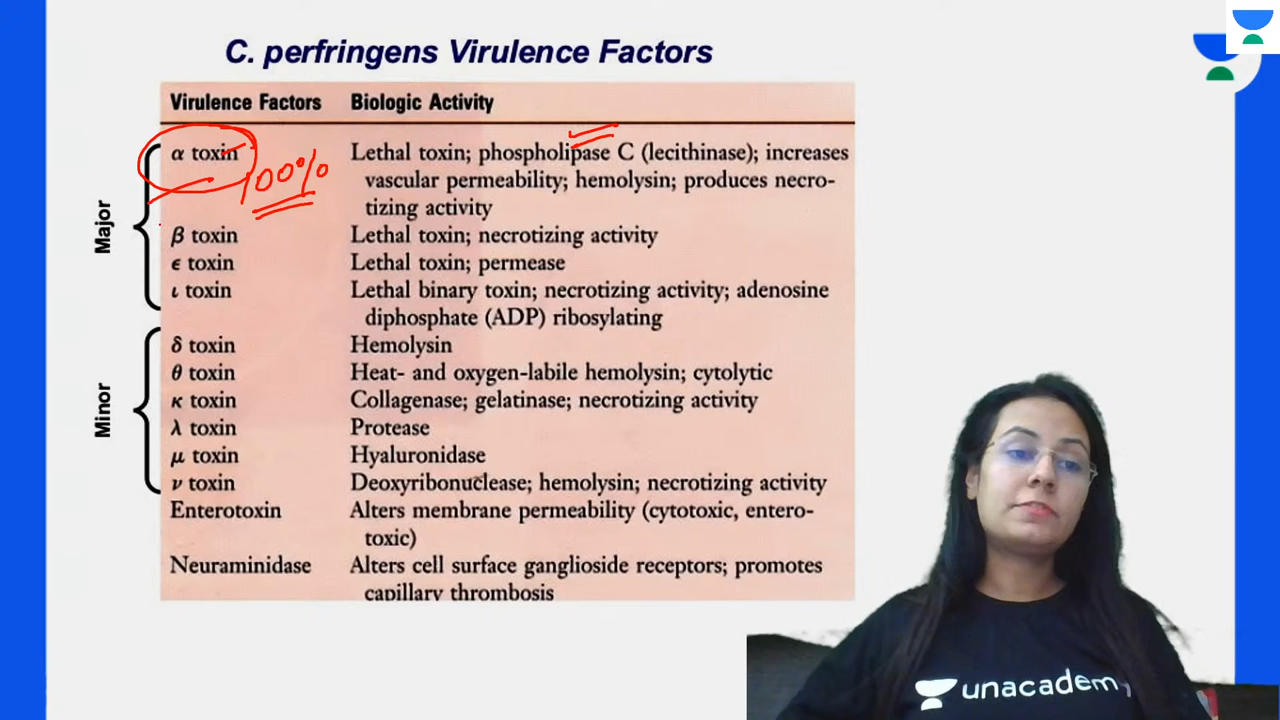 C. perfringens Virulence Factors
Virulence Factors Biologic Activity
Major
α toxin Lethal toxin; phospholipase C (lecithinase); increases
vascular permeability; hemolysin; produces necro-
tizing activity
100%
β toxin Lethal toxin; necrotizing activity
ϵ toxin Lethal toxin; permease
ι toxin Lethal binary toxin; necrotizing activity; adenosine
diphosphate (ADP) ribosylating
Minor
δ toxin Hemolysin
θ toxin Heat- and oxygen-labile hemolysin; cytolytic
κ toxin Collagenase; gelatinase; necrotizing activity
λ toxin Protease
μ toxin Hyaluronidase
ν toxin Deoxyribonuclease; hemolysin; necrotizing activity
Enterotoxin Alters membrane permeability (cytotoxic, entero-
toxic)
Neuraminidase Alters cell surface ganglioside receptors; promotes
capillary thrombosis
unacademy